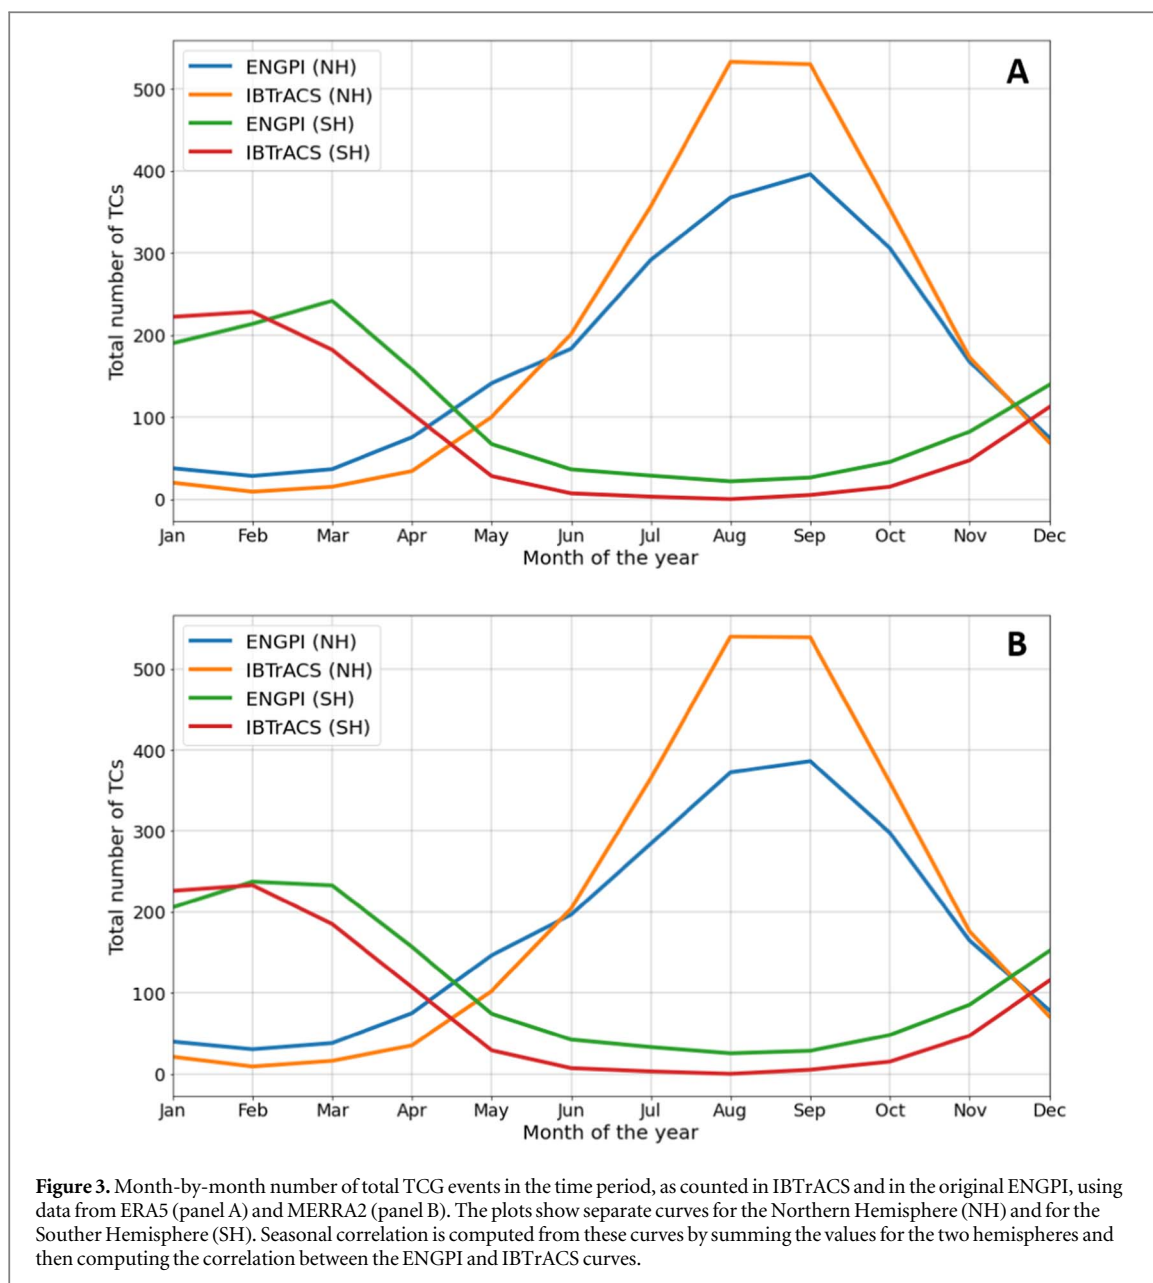 ENGPI (NH)
IBTrACS (NH)
ENGPI (SH)
IBTrACS (SH)
A
500
400
300
200
100
0
Total number of TCs
Jan Feb Mar Apr May Jun Jul Aug Sep Oct Nov Dec
Month of the year
ENGPI (NH)
IBTrACS (NH)
ENGPI (SH)
IBTrACS (SH)
B
500
400
300
200
100
0
Total number of TCs
Jan Feb Mar Apr May Jun Jul Aug Sep Oct Nov Dec
Month of the year
Figure 3. Month-by-month number of total TCG events in the time period, as counted in IBTrACS and in the original ENGPI, using
data from ERA5 (panel A) and MERRA2 (panel B). The plots show separate curves for the Northern Hemisphere (NH) and for the
Souther Hemisphere (SH). Seasonal correlation is computed from these curves by summing the values for the two hemispheres and
then computing the correlation between the ENGPI and IBTrACS curves.